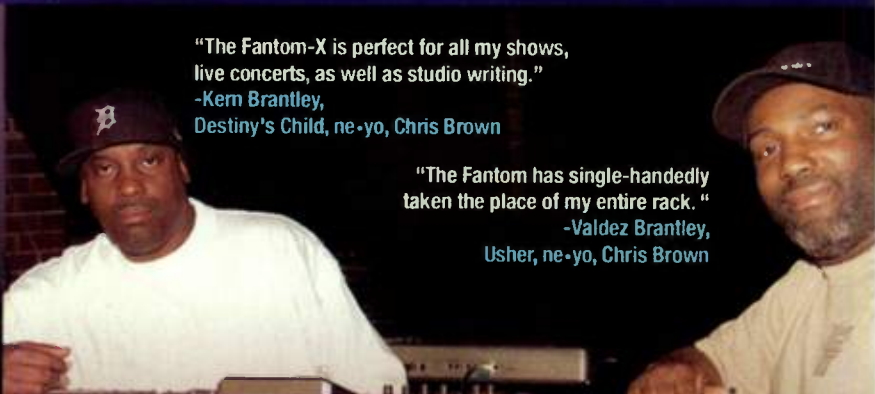 “The Fantom-X is perfect for all my shows,
live concerts, as well as studio writing.”
-Kern Brantley,
Destiny's Child, ne•yo, Chris Brown
“The Fantom has single-handedly
taken the place of my entire rack. “
-Valdez Brantley,
Usher, ne•yo, Chris Brown